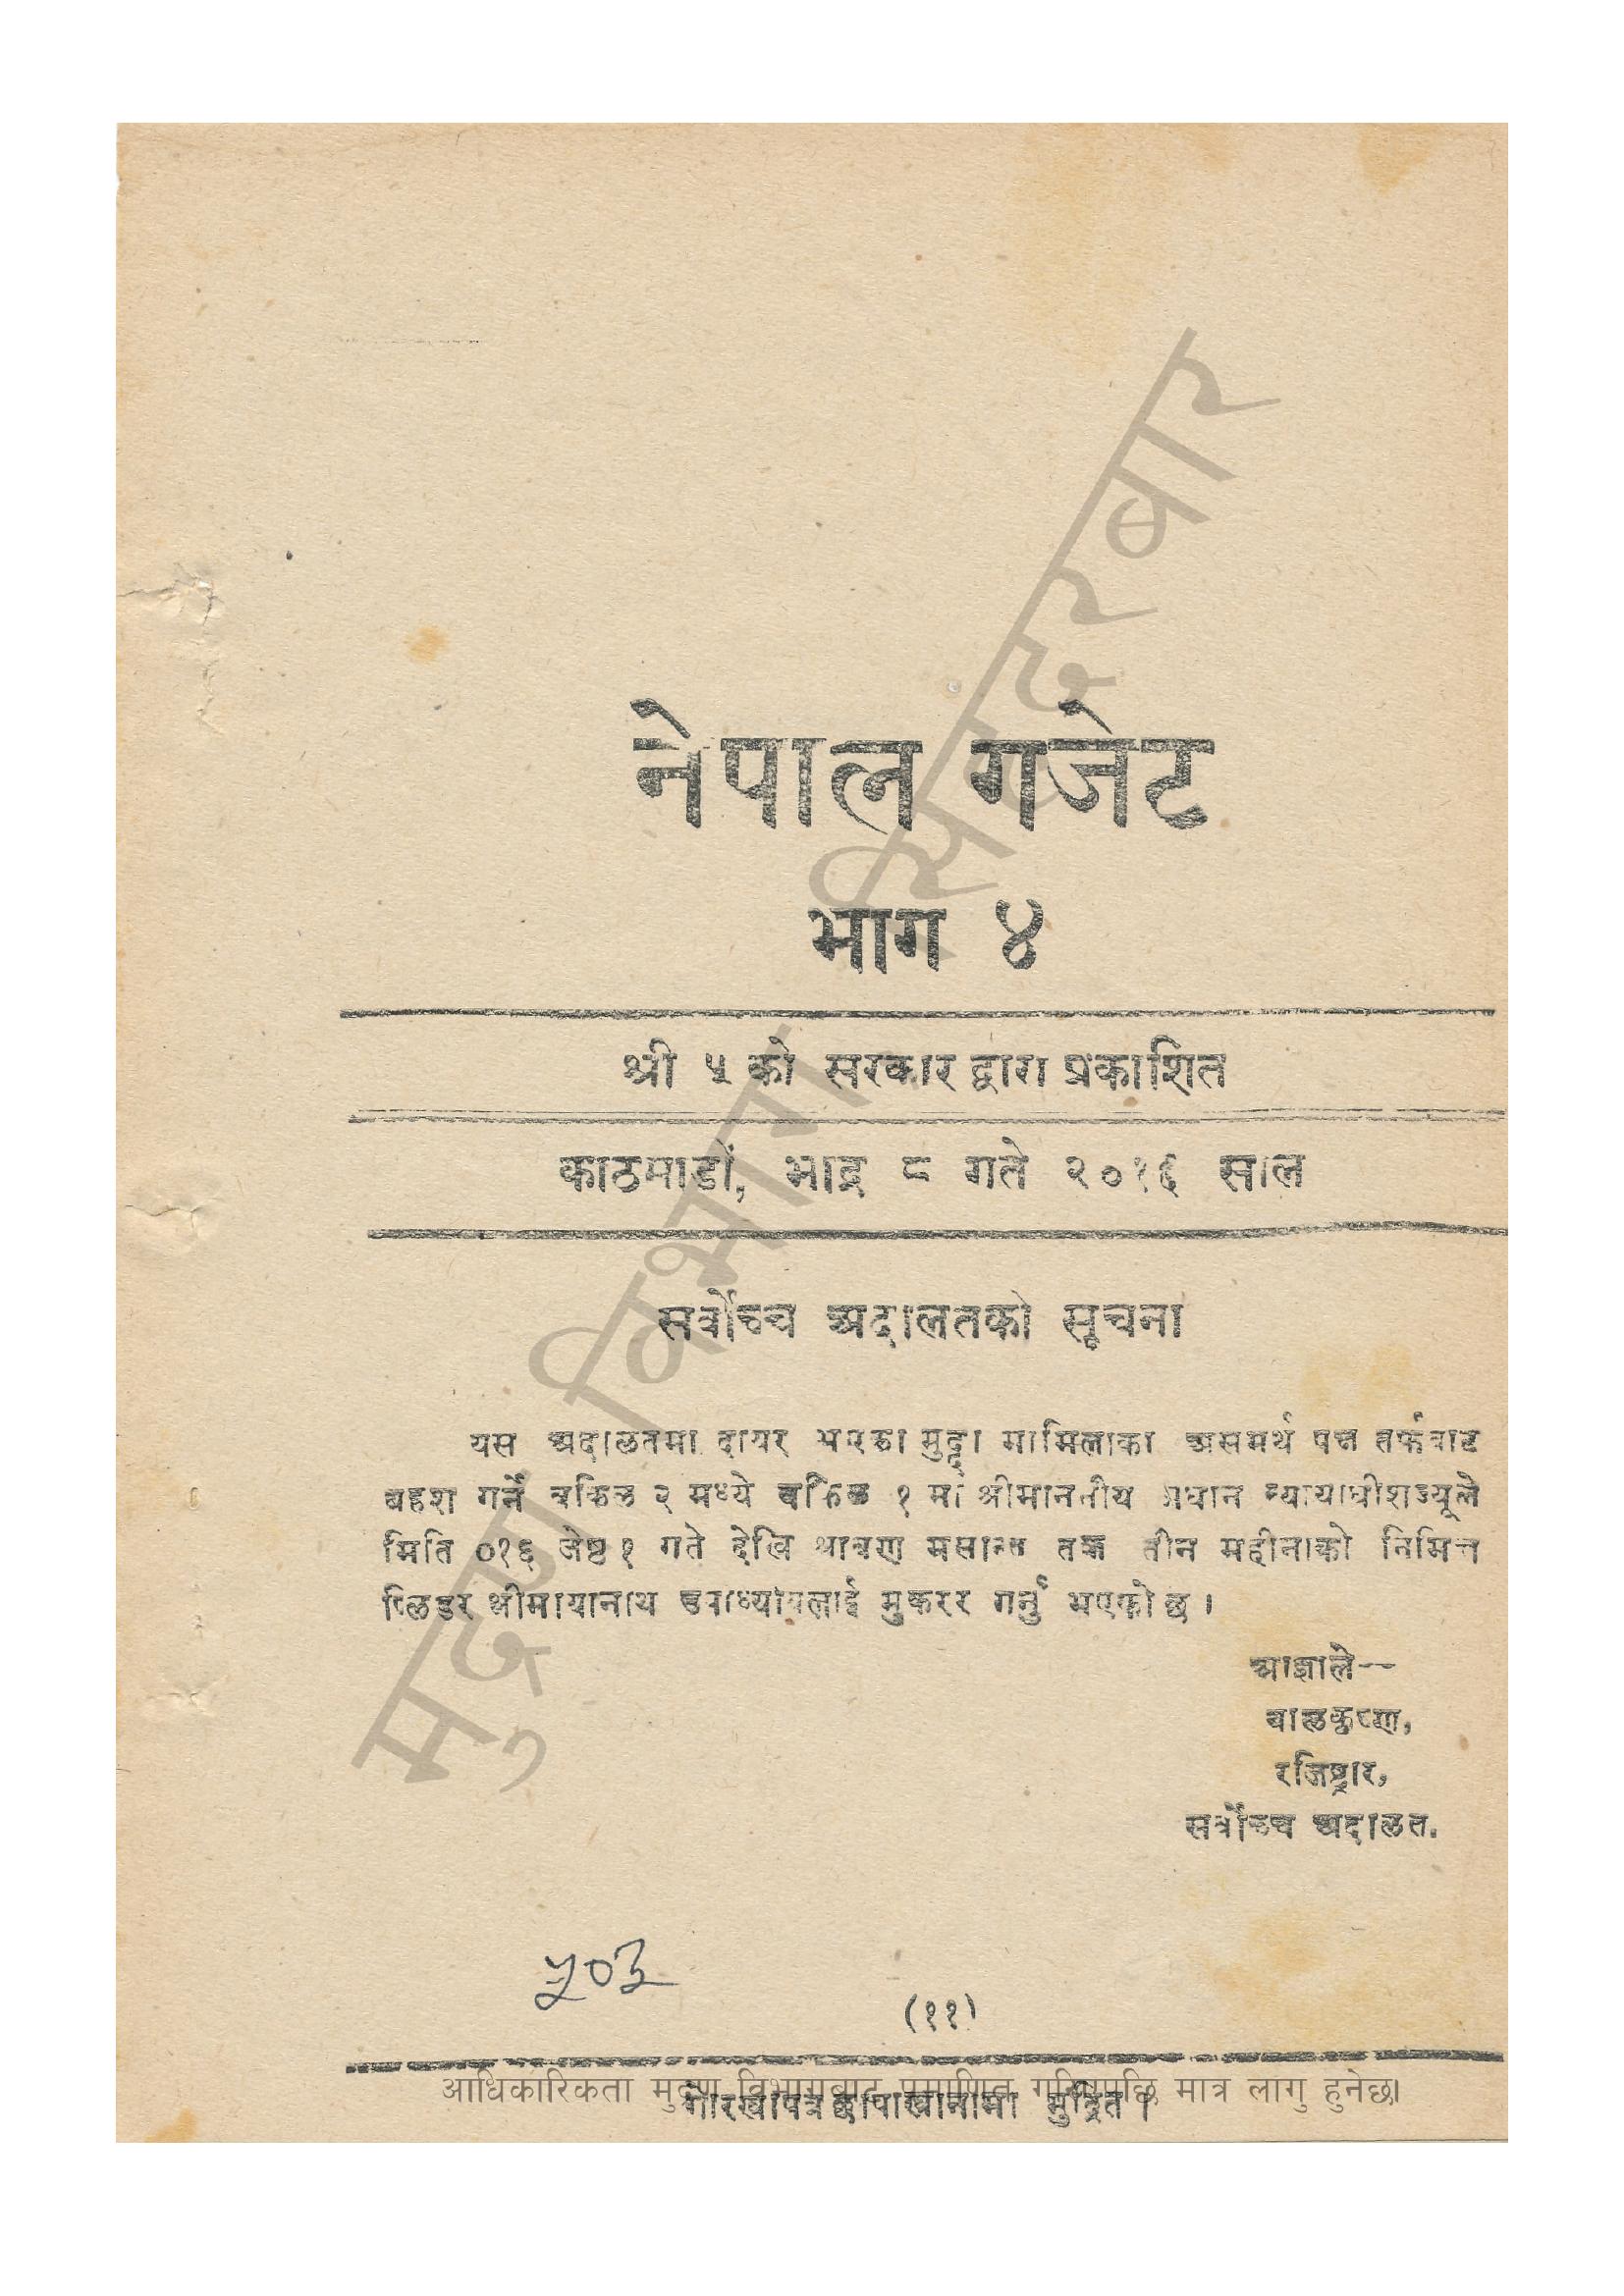 नेपाल गजेट
भाग ४
श्री ५ को सरकार द्वारा प्रकाशित
काठमाडों, भाद्र ८ गते २०१६ साल
सर्वोच्च अदालतको सूचना
यस अदालतमा दायर भएका मुद्दा मामिलाका असमर्थ पक्ष तर्फबाट
बहश गर्ने वकिल २ मध्ये वकिल १ मा श्रीमाननीय प्रधान न्यायाधीशज्यूले
मिति ०१६ जेष्ठ १ गते देखि श्रावण मसान्त तक तीन महीनाको निमित्त
प्लिडर श्रीमायानाथ उपाध्यायलाई मुकरर गर्नु भएको छ ।
आज्ञाले—
बालकृष्ण,
रजिष्ट्रार,
सर्वोच्च अदालत.
५०३
(११)
आधिकारिकता मुद्रण विभागबाट प्रमाणित गरिएपछि मात्र लागु हुनेछ।
गोरखापत्र छापाखानामा मुद्रित ।
मुद्रण विभाग, सिंहदरबार